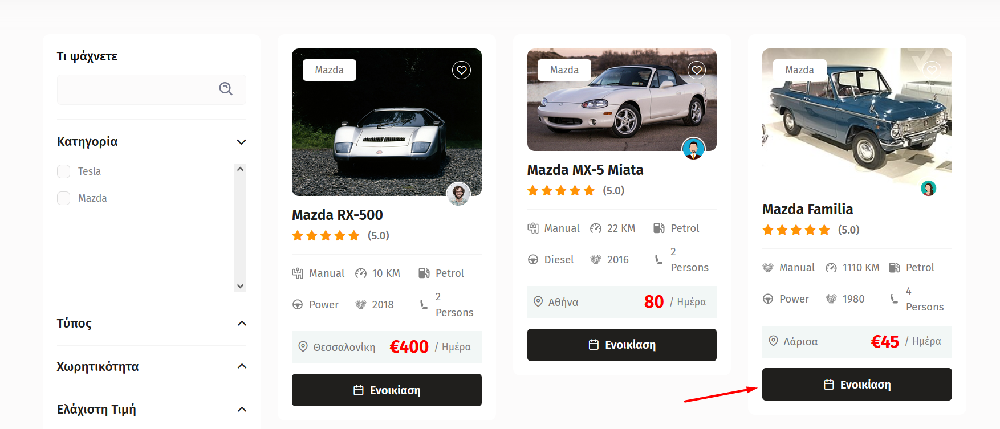 Τι ψάχνετε
Κατηγορία
Tesla
Mazda
Τύπος
Χωρητικότητα
Ελάχιστη Τιμή
Mazda
Mazda RX-500
(5.0)
Manual 10 KM Petrol
Power 2018 2 Persons
Θεσσαλονίκη €400 / Ημέρα
Ενοικίαση
Mazda
Mazda MX-5 Miata
(5.0)
Manual 22 KM Petrol
Diesel 2016 2 Persons
Αθήνα 80 / Ημέρα
Ενοικίαση
Mazda
FAMILIA
Mazda Familia
(5.0)
Manual 1110 KM Petrol
Power 1980 4 Persons
Λάρισα €45 / Ημέρα
Ενοικίαση